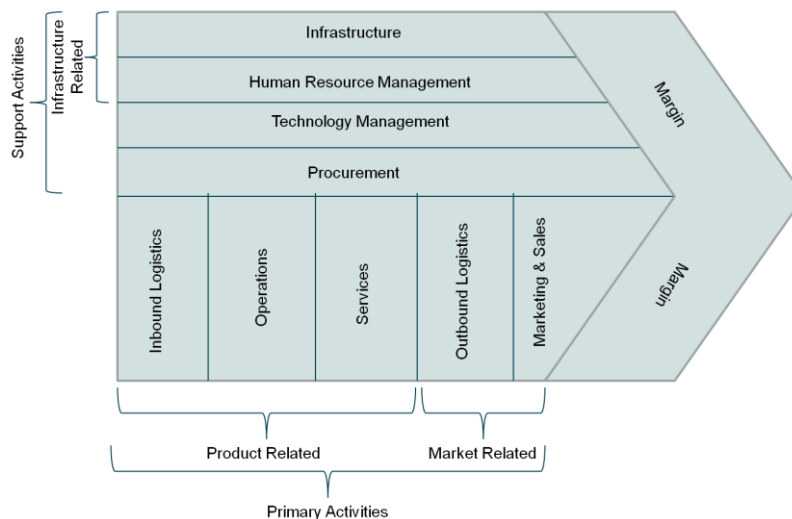 Support Activities
Infrastructure
Related
Infrastructure
Human Resource Management
Technology Management
Procurement
Margin
Margin
Inbound Logistics
Operations
Services
Outbound Logistics
Marketing & Sales
Product Related
Market Related
Primary Activities